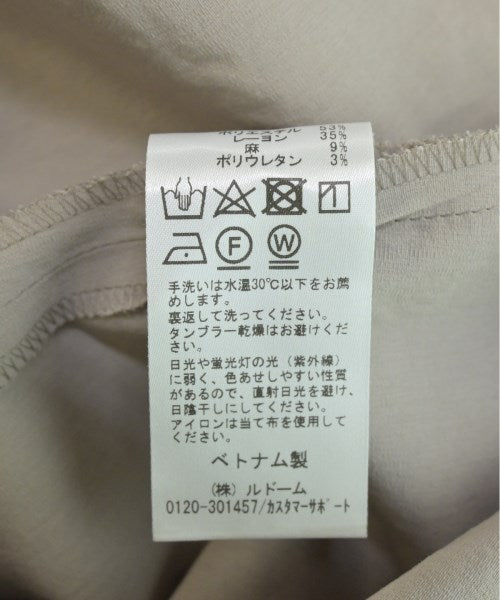 ポリエステル 53%
レーヨン 35%
麻 9%
ポリウレタン 3%
F W
手洗いは水温30℃以下をお薦
めします。
裏返して洗ってください。
タンブラー乾燥はお避けくだ
さい。
日光や蛍光灯の光（紫外線）
に弱く、色あせしやすい性質
があるので、直射日光を避け、
日陰干しにしてください。
アイロンは当て布を使用して
ください。
ベトナム製
（株）ルドーム
0120-301457/カスタマーサポート